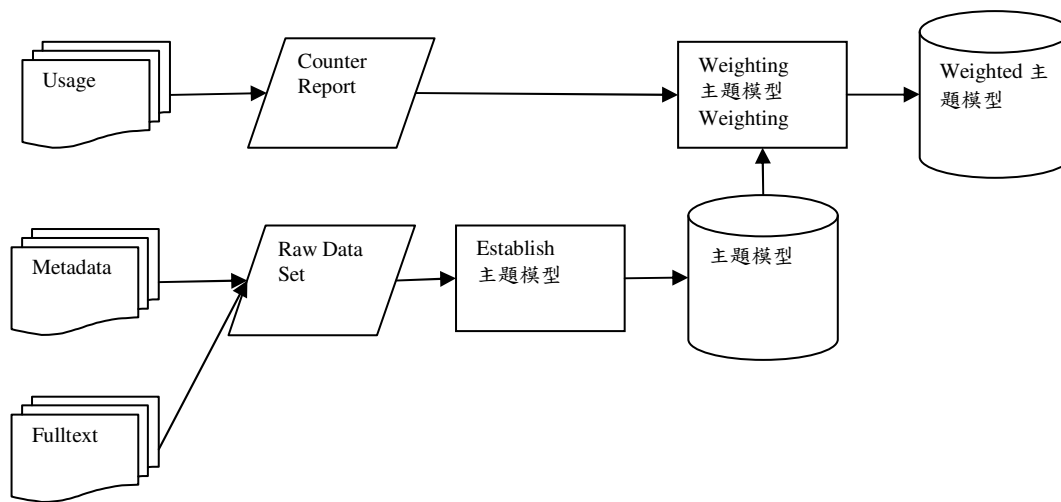 Usage
Counter
Report
Weighting
主題模型
Weighting
Weighted 主
題模型
Metadata
Raw Data
Set
Establish
主題模型
主題模型
Fulltext